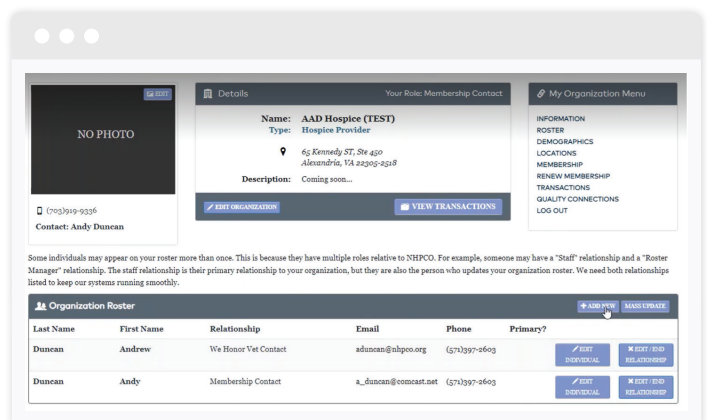 EDIT
NO PHOTO
(703)919-9336
Contact: Andy Duncan
Details
Your Role: Membership Contact
Name: AAD Hospice (TEST)
Type: Hospice Provider
65 Kennedy ST, Ste 450
Alexandria, VA 22305-2518
Description: Coming soon...
EDIT ORGANIZATION
VIEW TRANSACTIONS
My Organization Menu
INFORMATION
ROSTER
DEMOGRAPHICS
LOCATIONS
MEMBERSHIP
RENEW MEMBERSHIP
TRANSACTIONS
QUALITY CONNECTIONS
LOG OUT
Some individuals may appear on your roster more than once. This is because they have multiple roles relative to NHPCO. For example, someone may have a "Staff" relationship and a "Roster
Manager" relationship. The staff relationship is their primary relationship to your organization, but they are also the person who updates your organization roster. We need both relationships
listed to keep our systems running smoothly.
Organization Roster
+ ADD NEW
MASS UPDATE
Last Name First Name Relationship Email Phone Primary?
Duncan Andrew We Honor Vet Contact aduncan@nhpco.org (571)397-2603
EDIT
INDIVIDUAL
EDIT / END
RELATIONSHIP
Duncan Andy Membership Contact a_duncan@comcast.net (571)397-2603
EDIT
INDIVIDUAL
EDIT / END
RELATIONSHIP